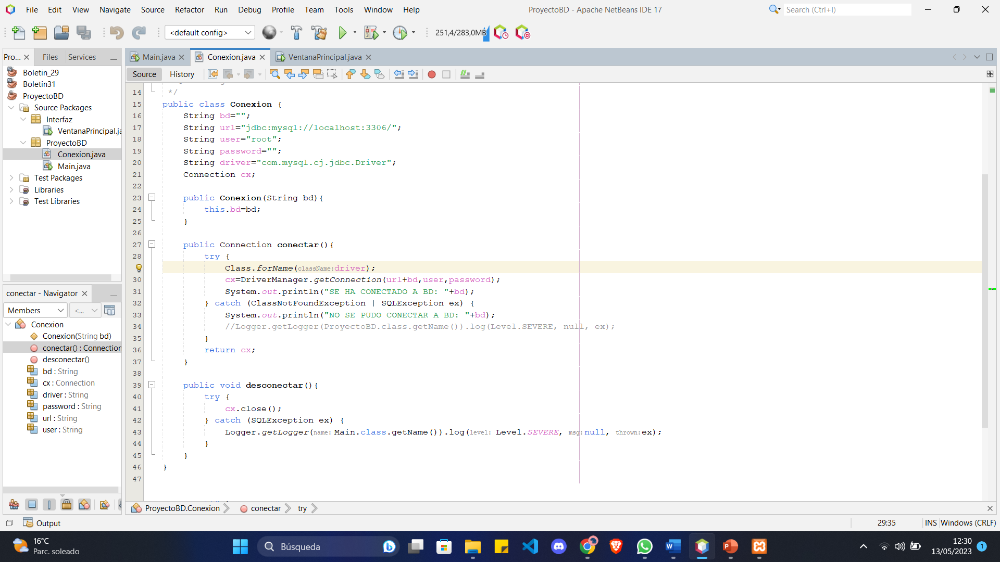 File Edit View Navigate Source Refactor Run Debug Profile Team Tools Window Help
ProyectoBD - Apache NetBeans IDE 17
Search (Ctrl+I)
<default config>
251,4/283,0MB
Pro...
Files
Services
Boletin_29
Boletin31
ProyectoBD
Source Packages
Interfaz
VentanaPrincipal.ja
ProyectoBD
Conexion.java
Main.java
Test Packages
Libraries
Test Libraries
conectar - Navigator
Members
<...
Conexion
Conexion(String bd)
conectar() : Connection
desconectar()
bd : String
cx : Connection
driver : String
password : String
url : String
user : String
Main.java
Conexion.java
VentanaPrincipal.java
Source
History
14 */
15 public class Conexion {
16 String bd="";
17 String url="jdbc:mysql://localhost:3306/";
18 String user="root";
19 String password="";
20 String driver="com.mysql.cj.jdbc.Driver";
21 Connection cx;
22
23 public Conexion(String bd){
24 this.bd=bd;
25 }
26
27 public Connection conectar(){
28 try {
Class.forName(className:driver);
30 cx=DriverManager.getConnection(url+bd,user,password);
31 System.out.println("SE HA CONECTADO A BD: "+bd);
32 } catch (ClassNotFoundException | SQLException ex) {
33 System.out.println("NO SE PUDO CONECTAR A BD: "+bd);
34 //Logger.getLogger(ProyectoBD.class.getName()).log(Level.SEVERE, null, ex);
35 }
36 return cx;
37 }
38
39 public void desconectar(){
40 try {
41 cx.close();
42 } catch (SQLException ex) {
43 Logger.getLogger(name: Main.class.getName()).log(level: Level.SEVERE, msg: null, thrown: ex);
44 }
45 }
46 }
47
ProyectoBD.Conexion
conectar
try
Output
29:35
INS
Windows (CRLF)
16°C
Parc. soleado
Búsqueda
12:30
13/05/2023
1